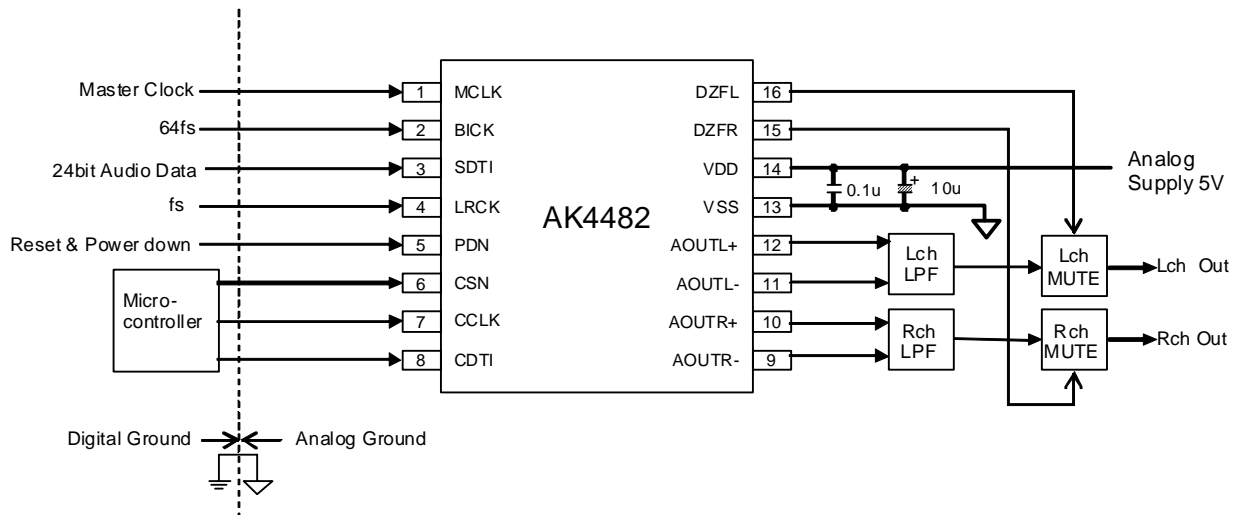 Master Clock
64fs
24bit Audio Data
fs
Reset & Power down
Micro-
controller
1
2
3
4
5
6
7
8
MCLK
BICK
SDTI
LRCK
PDN
CSN
CCLK
CDTI
AK4482
DZFL
DZFR
VDD
VSS
AOUTL+
AOUTL-
AOUTR+
AOUTR-
16
15
14
13
12
11
10
9
0.1u
+
10u
Analog
Supply 5V
Lch
LPF
Lch
MUTE
Lch Out
Rch
LPF
Rch
MUTE
Rch Out
Digital Ground
Analog Ground